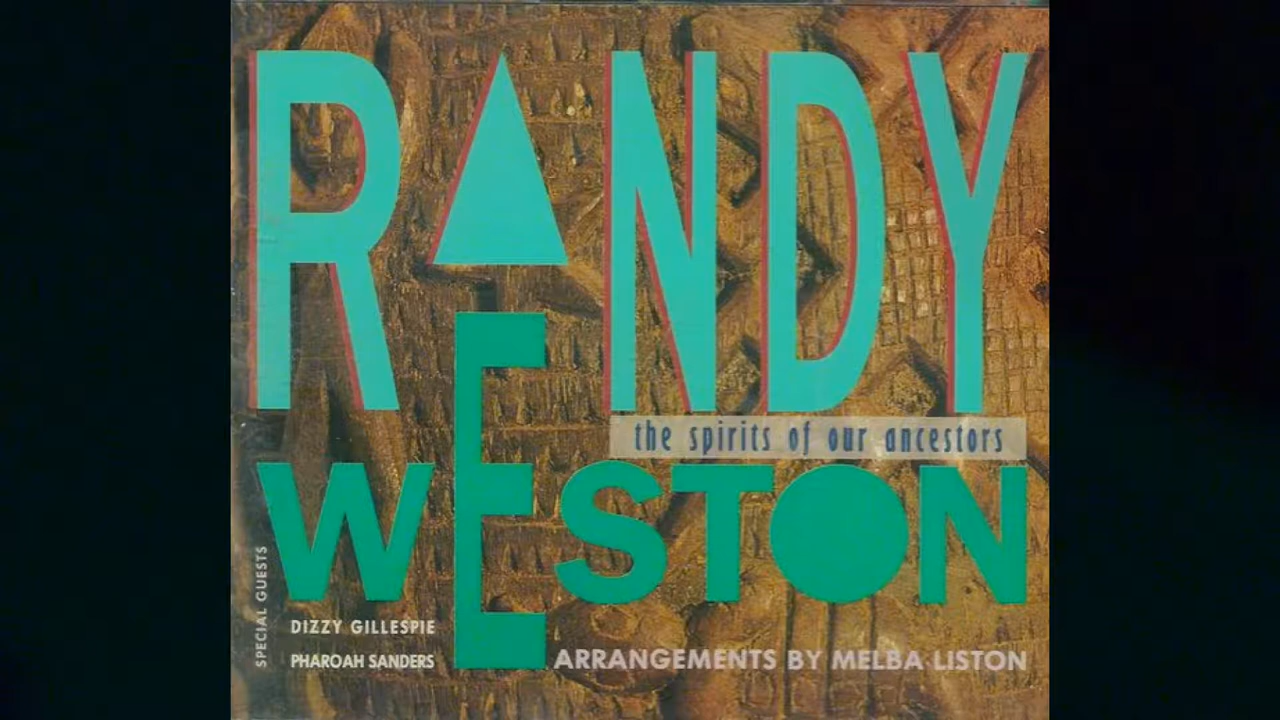 RANDY
the spirits of our ancestors
WESTON
SPECIAL GUESTS
DIZZY GILLESPIE
PHAROAH SANDERS
ARRANGEMENTS BY MELBA LISTON